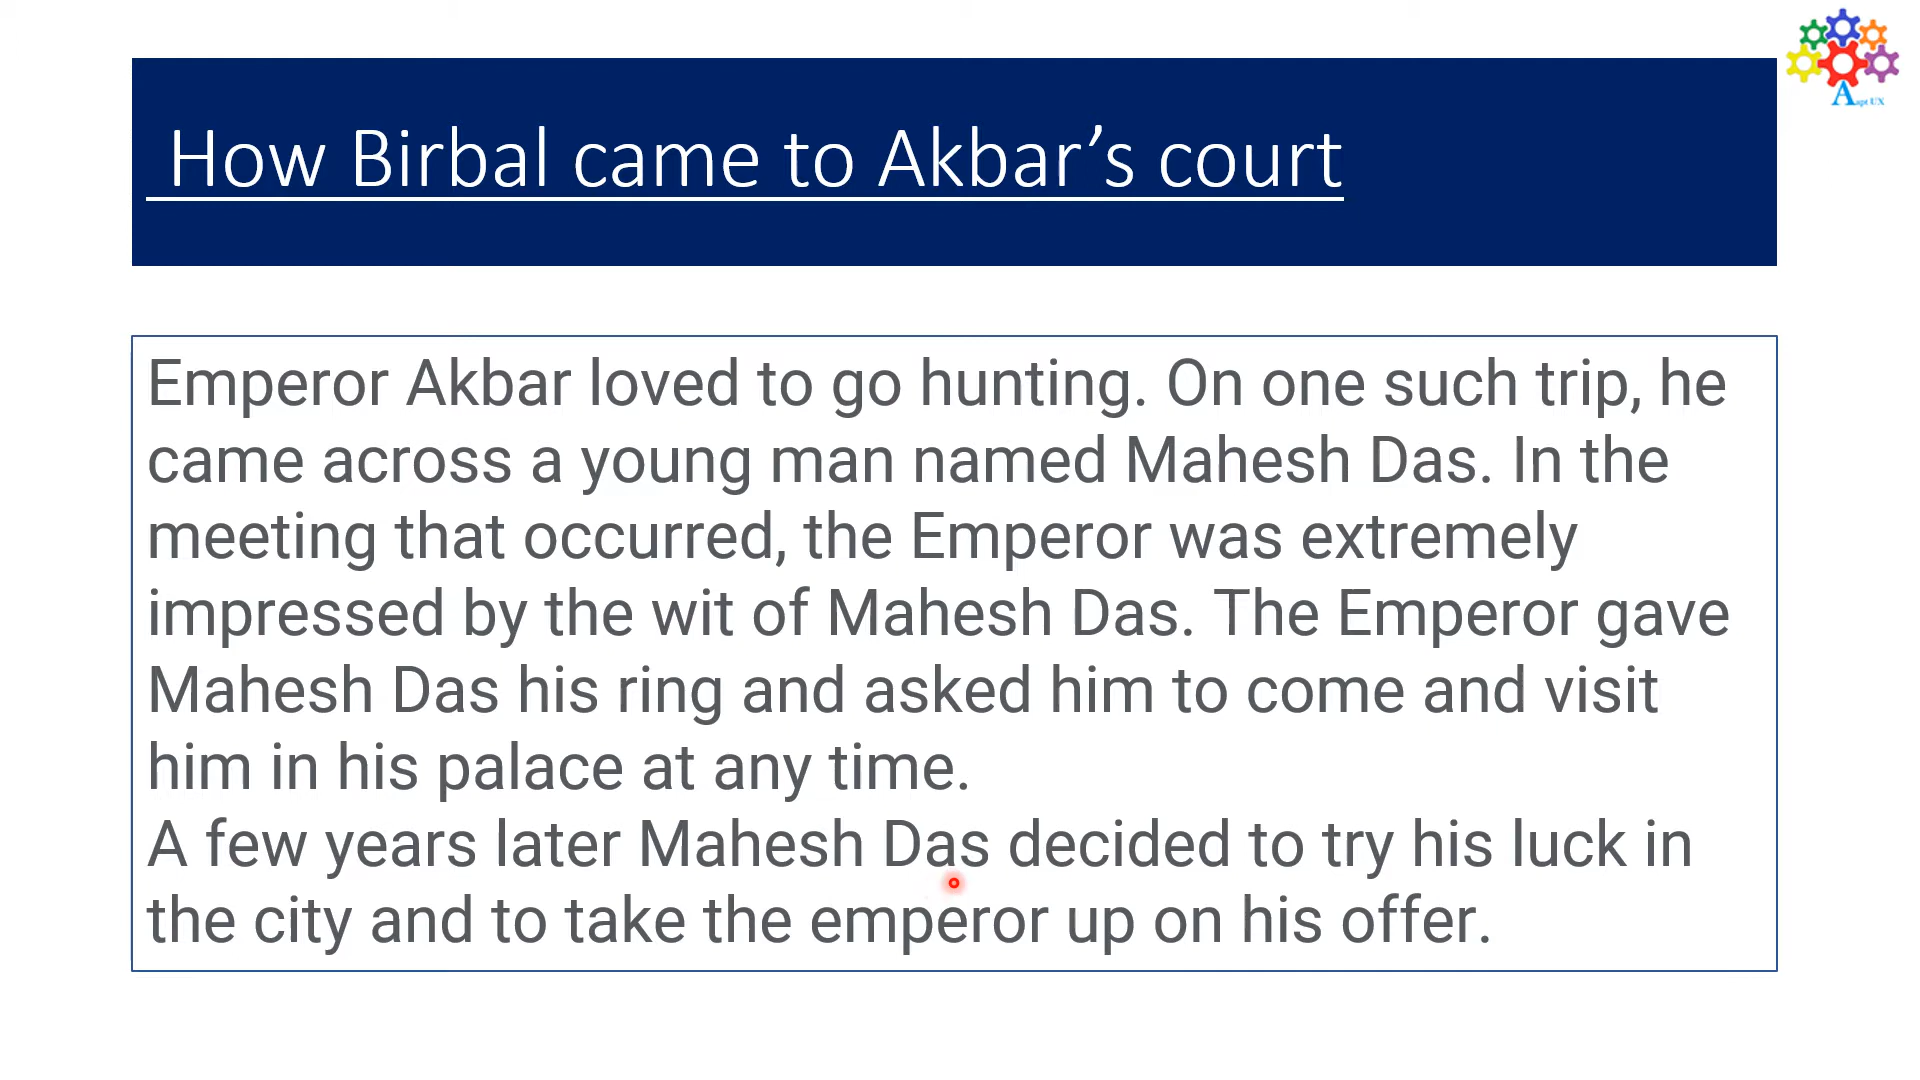 How Birbal came to Akbar’s court
Emperor Akbar loved to go hunting. On one such trip, he
came across a young man named Mahesh Das. In the
meeting that occurred, the Emperor was extremely
impressed by the wit of Mahesh Das. The Emperor gave
Mahesh Das his ring and asked him to come and visit
him in his palace at any time.
A few years later Mahesh Das decided to try his luck in
the city and to take the emperor up on his offer.
Aapt UX